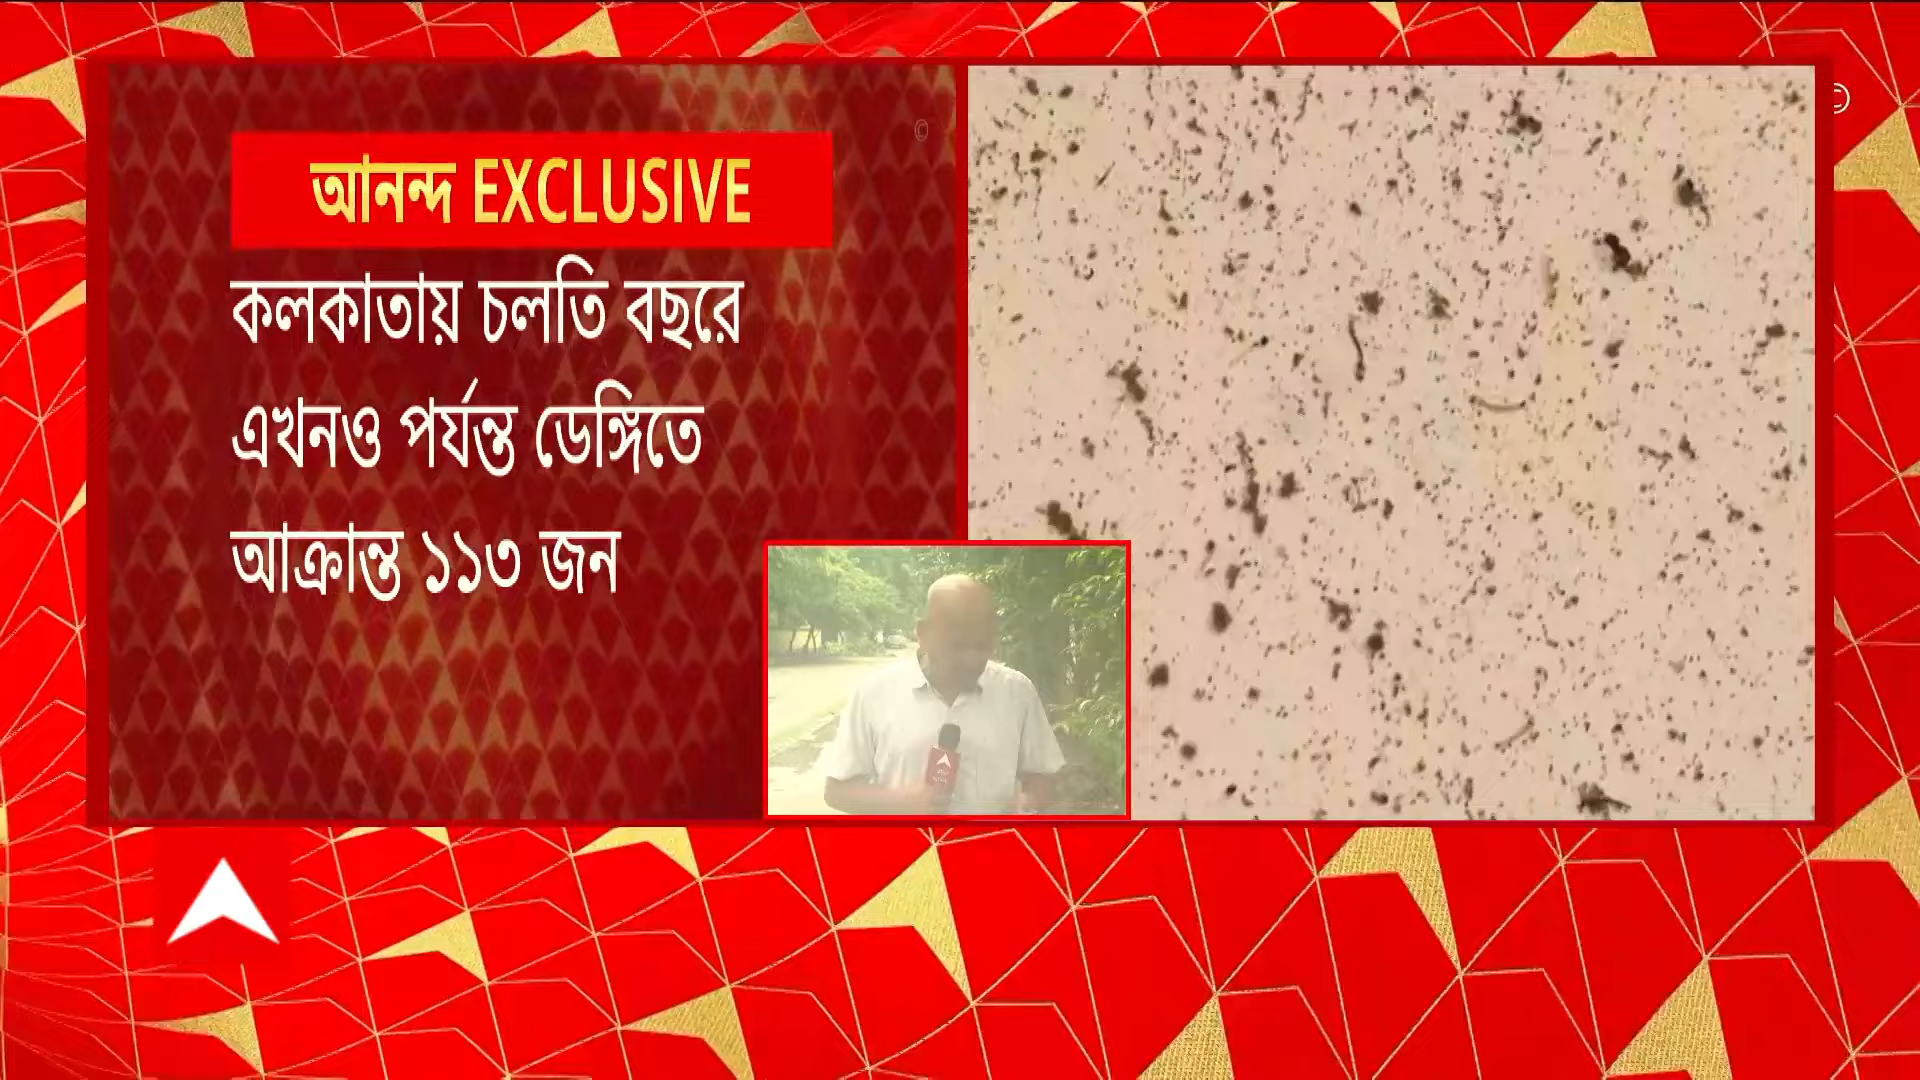 আনন্দ EXCLUSIVE
কলকাতায় চলতি বছরে
এখনও পর্যন্ত ডেঙ্গিতে
আক্রান্ত ১১৩ জন
©
©